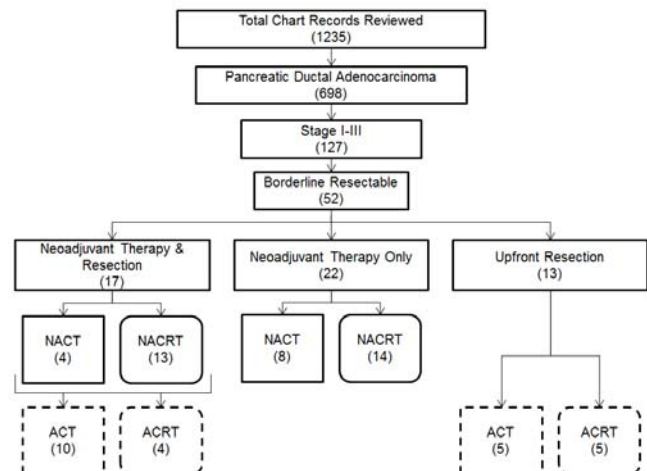 Total Chart Records Reviewed
(1235)
Pancreatic Ductal Adenocarcinoma
(698)
Stage I-III
(127)
Borderline Resectable
(52)
Neoadjuvant Therapy &
Resection
(17)
Neoadjuvant Therapy Only
(22)
Upfront Resection
(13)
NACT
(4)
NACRT
(13)
NACT
(8)
NACRT
(14)
ACT
(10)
ACRT
(4)
ACT
(5)
ACRT
(5)